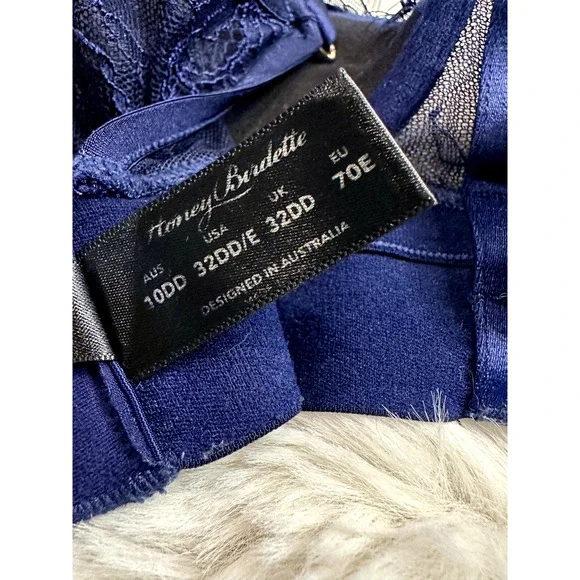 Honey Birdette
AUS USA UK EU
10DD 32DD/E 32DD 70E
DESIGNED IN AUSTRALIA